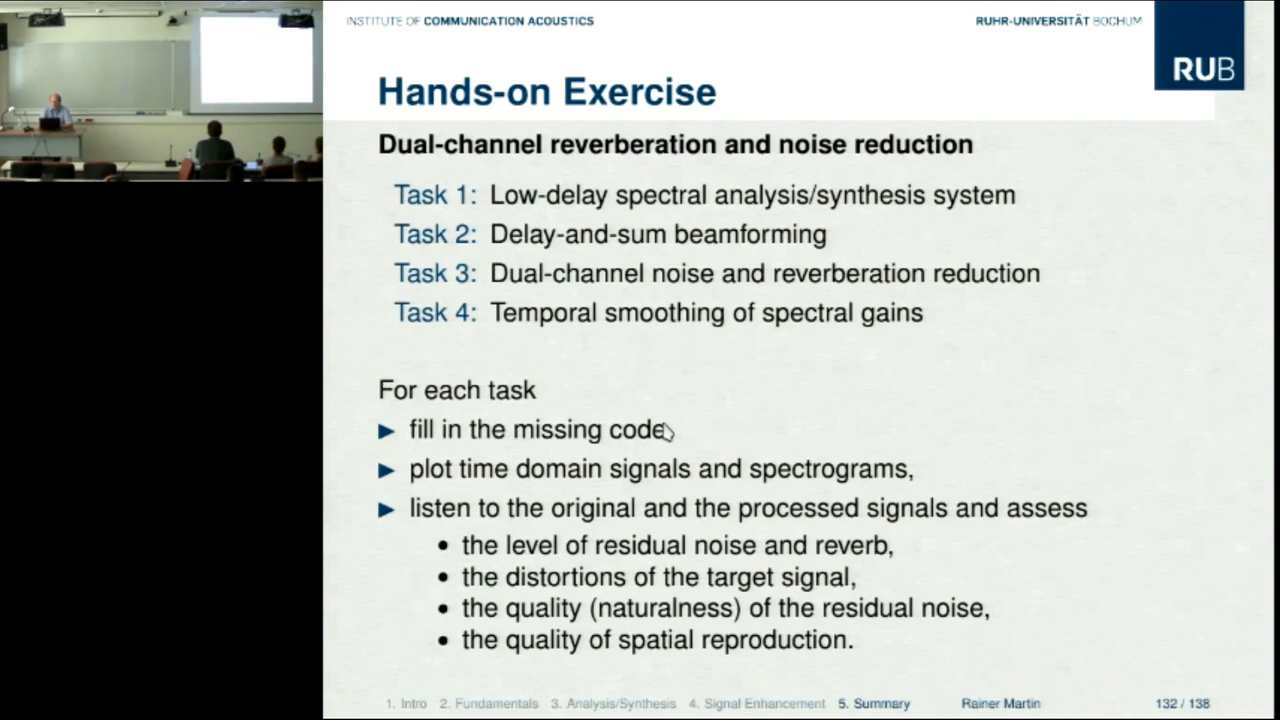 INSTITUTE OF COMMUNICATION ACOUSTICS
RUHR-UNIVERSITÄT BOCHUM
RUB
Hands-on Exercise
Dual-channel reverberation and noise reduction
Task 1: Low-delay spectral analysis/synthesis system
Task 2: Delay-and-sum beamforming
Task 3: Dual-channel noise and reverberation reduction
Task 4: Temporal smoothing of spectral gains
For each task
fill in the missing code
plot time domain signals and spectrograms,
listen to the original and the processed signals and assess
the level of residual noise and reverb,
the distortions of the target signal,
the quality (naturalness) of the residual noise,
the quality of spatial reproduction.
1. Intro 2. Fundamentals 3. Analysis/Synthesis 4. Signal Enhancement 5. Summary Rainer Martin 132 / 138